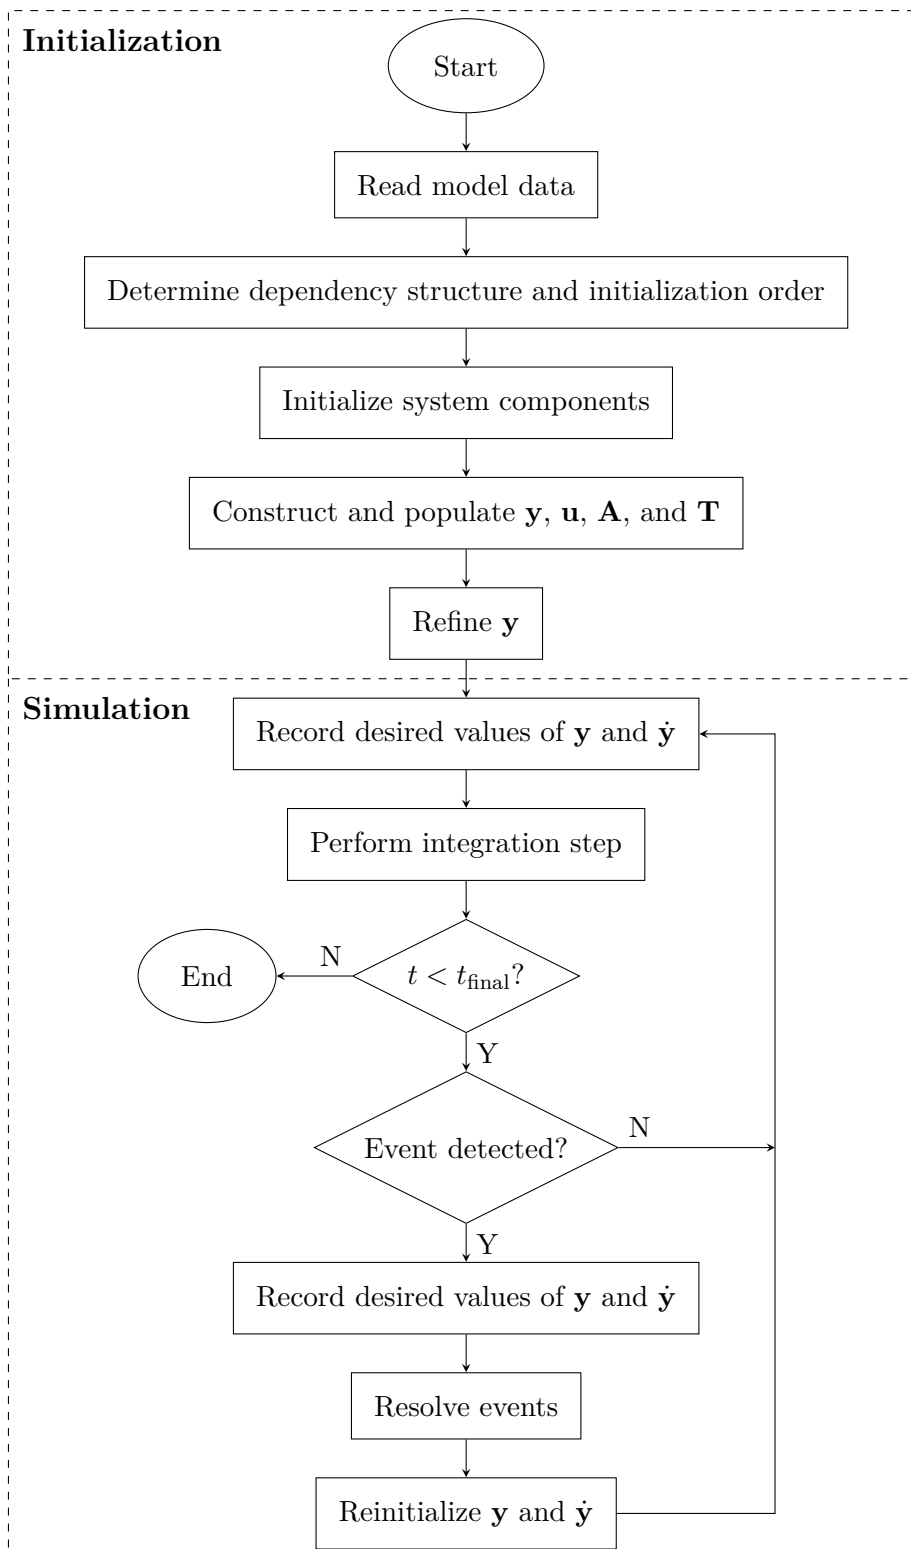 Initialization
Start
Read model data
Determine dependency structure and initialization order
Initialize system components
Construct and populate y, u, A, and T
Refine y
Simulation
Record desired values of y and ẏ
Perform integration step
t < t_final?
N
End
Y
Event detected?
N
Y
Record desired values of y and ẏ
Resolve events
Reinitialize y and ẏ